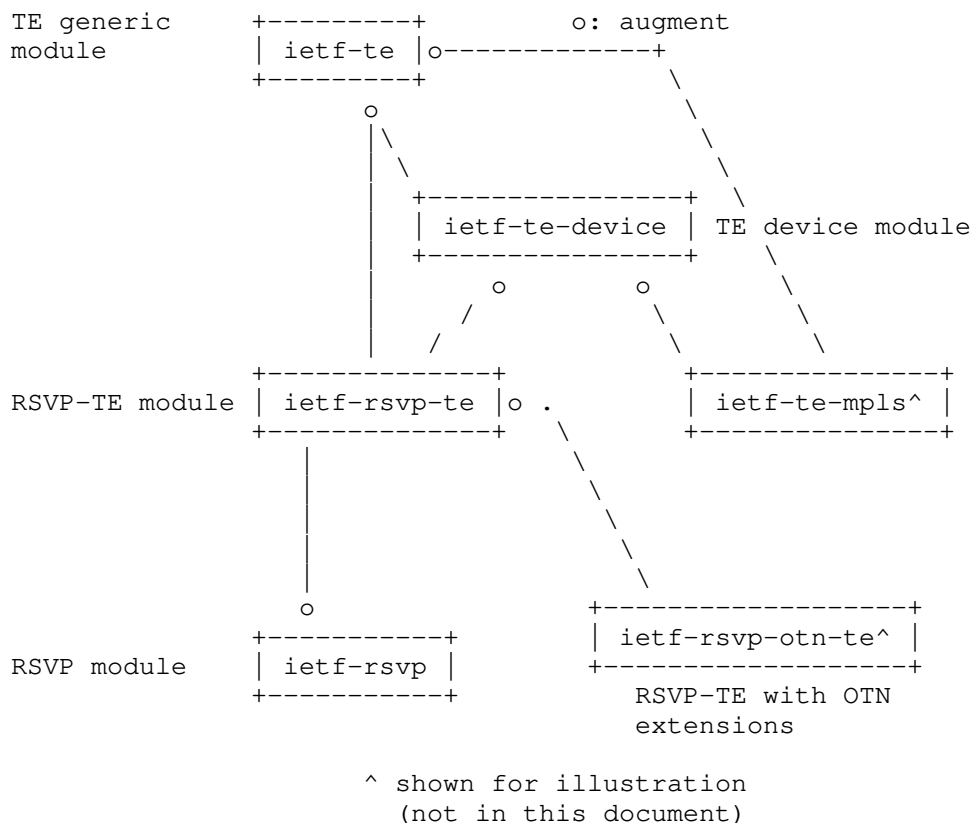 TE generic +---------+ o: augment
module | ietf-te |o-------------+
+---------+ \
o \
| \ \
| \ \
| +----------------+ \
| | ietf-te-device | TE device module
| +----------------+ \
| o o \
| / \ \
| / \ \
+--------------+ +---------------+
RSVP-TE module | ietf-rsvp-te |o . | ietf-te-mpls^ |
+--------------+ \ +---------------+
| \
| \
| \
| \
| \
o +-------------------+
+-----------+ | ietf-rsvp-otn-te^ |
RSVP module | ietf-rsvp | +-------------------+
+-----------+ RSVP-TE with OTN
extensions
^ shown for illustration
(not in this document)